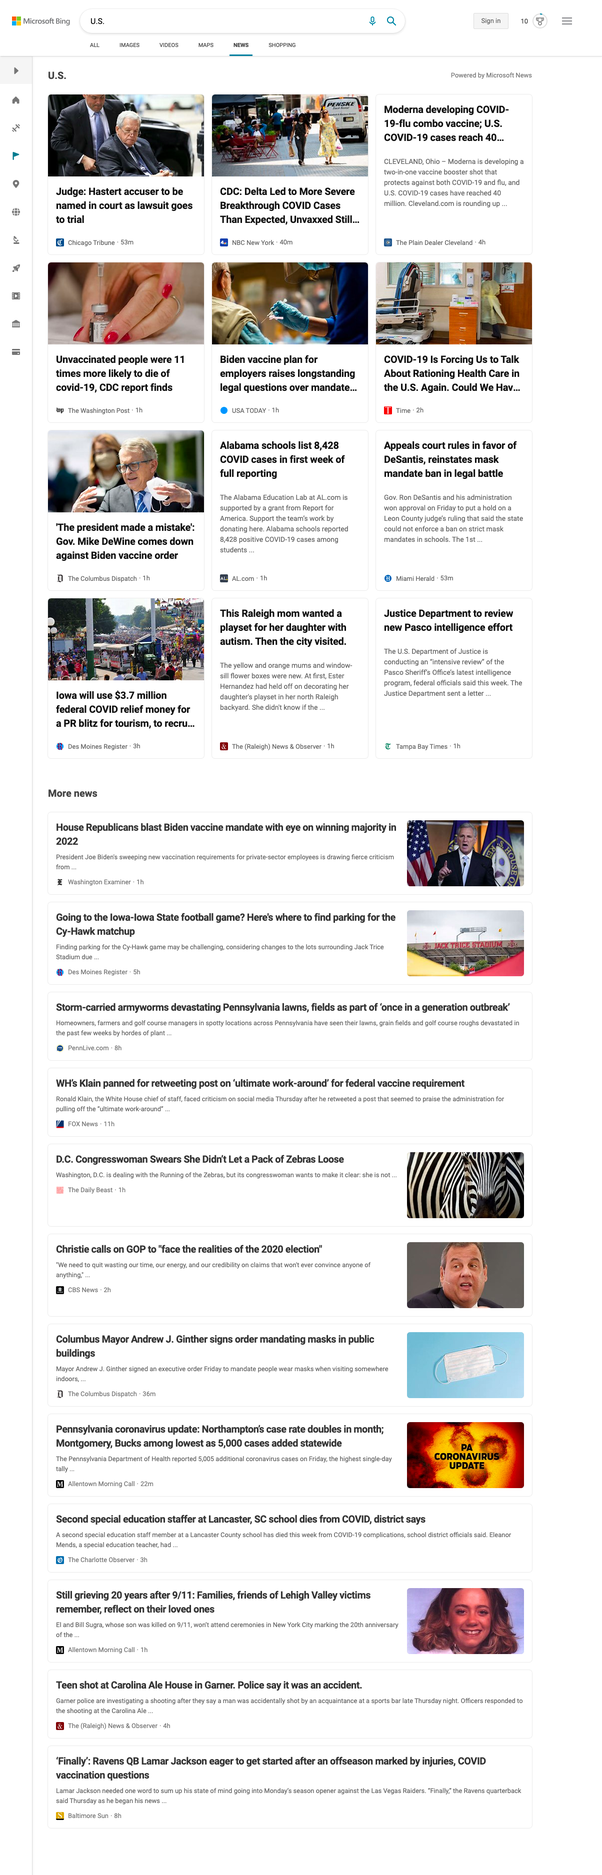 Microsoft Bing
U.S.
Sign in
10
ALL
IMAGES
VIDEOS
MAPS
NEWS
SHOPPING
U.S.
Powered by Microsoft News
PENSKE
Judge: Hastert accuser to be
named in court as lawsuit goes
to trial
Chicago Tribune · 53m
CDC: Delta Led to More Severe
Breakthrough COVID Cases
Than Expected, Unvaxxed Still...
NBC New York · 40m
Moderna developing COVID-
19-flu combo vaccine; U.S.
COVID-19 cases reach 40...
CLEVELAND, Ohio – Moderna is developing a
two-in-one vaccine booster shot that
protects against both COVID-19 and flu, and
U.S. COVID-19 cases have reached 40
million. Cleveland.com is rounding up ...
The Plain Dealer Cleveland · 4h
Unvaccinated people were 11
times more likely to die of
covid-19, CDC report finds
The Washington Post · 1h
Biden vaccine plan for
employers raises longstanding
legal questions over mandate...
USA TODAY · 1h
COVID-19 Is Forcing Us to Talk
About Rationing Health Care in
the U.S. Again. Could We Hav...
Time · 2h
'The president made a mistake':
Gov. Mike DeWine comes down
against Biden vaccine order
The Columbus Dispatch · 1h
Alabama schools list 8,428
COVID cases in first week of
full reporting
The Alabama Education Lab at AL.com is
supported by a grant from Report for
America. Support the team's work by
donating here. Alabama schools reported
8,428 positive COVID-19 cases among
students ...
AL.com · 1h
Appeals court rules in favor of
DeSantis, reinstates mask
mandate ban in legal battle
Gov. Ron DeSantis and his administration
won approval on Friday to put a hold on a
Leon County judge's ruling that said the state
could not enforce a ban on strict mask
mandates in schools. The 1st ...
Miami Herald · 53m
Iowa will use $3.7 million
federal COVID relief money for
a PR blitz for tourism, to recru...
Des Moines Register · 3h
This Raleigh mom wanted a
playset for her daughter with
autism. Then the city visited.
The yellow and orange mums and window-
sill flower boxes were new. At first, Ester
Hernandez had held off on decorating her
daughter's playset in her north Raleigh
backyard. She didn't know if the ...
The (Raleigh) News & Observer · 1h
Justice Department to review
new Pasco intelligence effort
The U.S. Department of Justice is
conducting an "intensive review" of the
Pasco Sheriff's Office's latest intelligence
program, federal officials said this week. The
Justice Department sent a letter ...
Tampa Bay Times · 1h
More news
House Republicans blast Biden vaccine mandate with eye on winning majority in
2022
President Joe Biden's sweeping new vaccination requirements for private-sector employees is drawing fierce criticism
from ...
Washington Examiner · 1h
Going to the Iowa-Iowa State football game? Here's where to find parking for the
Cy-Hawk matchup
Finding parking for the Cy-Hawk game may be challenging, considering changes to the lots surrounding Jack Trice
Stadium due ...
Des Moines Register · 5h
JACK TRICE STADIUM
Storm-carried armyworms devastating Pennsylvania lawns, fields as part of 'once in a generation outbreak'
Homeowners, farmers and golf course managers in spotty locations across Pennsylvania have seen their lawns, grain fields and golf course roughs devastated in
the past few weeks by hordes of plant ...
PennLive.com · 8h
WH's Klain panned for retweeting post on 'ultimate work-around' for federal vaccine requirement
Ronald Klain, the White House chief of staff, faced criticism on social media Thursday after he retweeted a post that seemed to praise the administration for
pulling off the "ultimate work-around" ...
FOX News · 11h
D.C. Congresswoman Swears She Didn't Let a Pack of Zebras Loose
Washington, D.C. is dealing with the Running of the Zebras, but its congresswoman wants to make it clear: she is not ...
The Daily Beast · 1h
Christie calls on GOP to "face the realities of the 2020 election"
"We need to quit wasting our time, our energy, and our credibility on claims that won't ever convince anyone of
anything," ...
CBS News · 2h
Columbus Mayor Andrew J. Ginther signs order mandating masks in public
buildings
Mayor Andrew J. Ginther signed an executive order Friday to mandate people wear masks when visiting somewhere
indoors, ...
The Columbus Dispatch · 36m
Pennsylvania coronavirus update: Northampton's case rate doubles in month;
Montgomery, Bucks among lowest as 5,000 cases added statewide
The Pennsylvania Department of Health reported 5,005 additional coronavirus cases on Friday, the highest single-day
tally ...
Allentown Morning Call · 22m
PA
CORONAVIRUS
UPDATE
Second special education staffer at Lancaster, SC school dies from COVID, district says
A second special education staff member at a Lancaster County school has died this week from COVID-19 complications, school district officials said. Eleanor
Mends, a special education teacher, had ...
The Charlotte Observer · 3h
Still grieving 20 years after 9/11: Families, friends of Lehigh Valley victims
remember, reflect on their loved ones
El and Bill Sugra, whose son was killed on 9/11, won't attend ceremonies in New York City marking the 20th anniversary
of the ...
Allentown Morning Call · 1h
Teen shot at Carolina Ale House in Garner. Police say it was an accident.
Garner police are investigating a shooting after they say a man was accidentally shot by an acquaintance at a sports bar late Thursday night. Officers responded to
the shooting at the Carolina Ale ...
The (Raleigh) News & Observer · 4h
'Finally': Ravens QB Lamar Jackson eager to get started after an offseason marked by injuries, COVID
vaccination questions
Lamar Jackson needed one word to sum up his state of mind going into Monday's season opener against the Las Vegas Raiders. "Finally," the Ravens quarterback
said Thursday as he began his news ...
Baltimore Sun · 8h